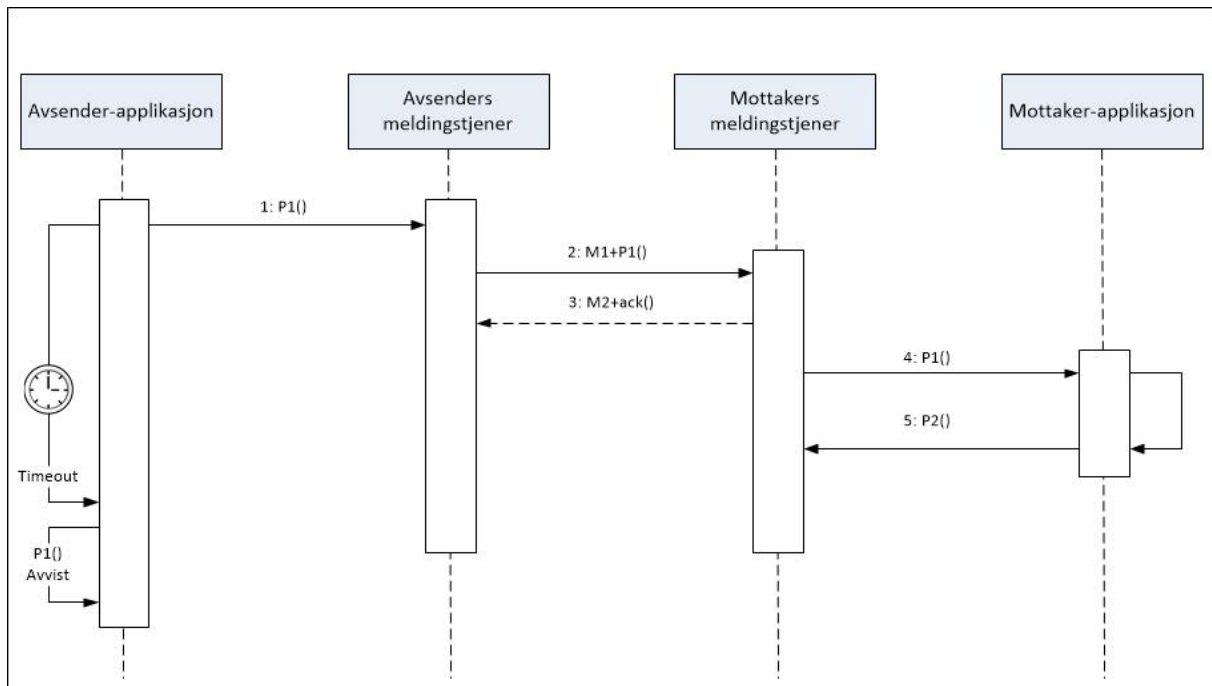 Avsender-applikasjon
Avsenders
meldingstjener
Mottakers
meldingstjener
Mottaker-applikasjon
1: P1()
2: M1+P1()
3: M2+ack()
4: P1()
5: P2()
Timeout
P1()
Avvist